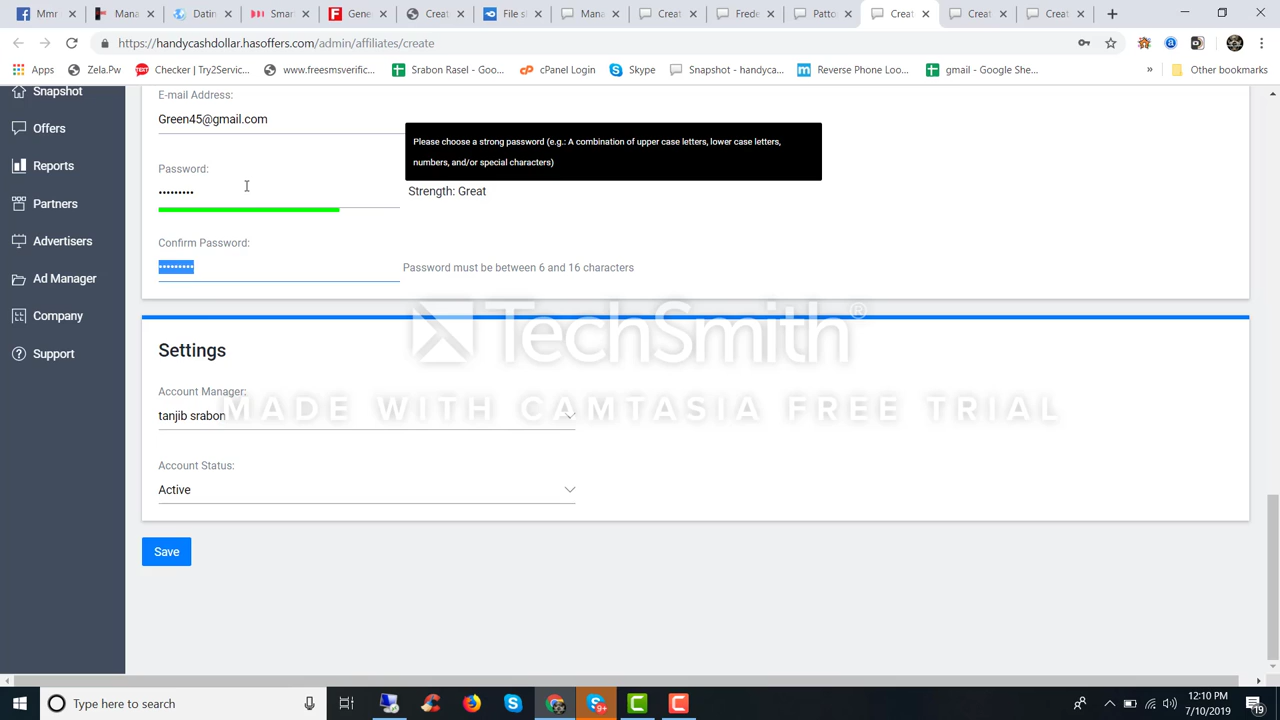 Mmr
Mana
Datin
Smar
Gene
Creat
File sl
Mana
Creat
Frede
Patto
Creat
Creat
Creat
https://handycashdollar.hasoffers.com/admin/affiliates/create
Apps
Zela.Pw
Checker | Try2Servic...
www.freesmsverific...
Srabon Rasel - Goo...
cPanel Login
Skype
Snapshot - handyca...
Reverse Phone Loo...
gmail - Google She...
»
Other bookmarks
Snapshot
Offers
Reports
Partners
Advertisers
Ad Manager
Company
Support
E-mail Address:
Green45@gmail.com
Please choose a strong password (e.g.: A combination of upper case letters, lower case letters,
numbers, and/or special characters)
Password:
•••••••••
Strength: Great
Confirm Password:
•••••••••
Password must be between 6 and 16 characters
TechSmith®
MADE WITH CAMTASIA FREE TRIAL
Settings
Account Manager:
tanjib srabon
Account Status:
Active
Save
Type here to search
9+
12:10 PM
7/10/2019
19